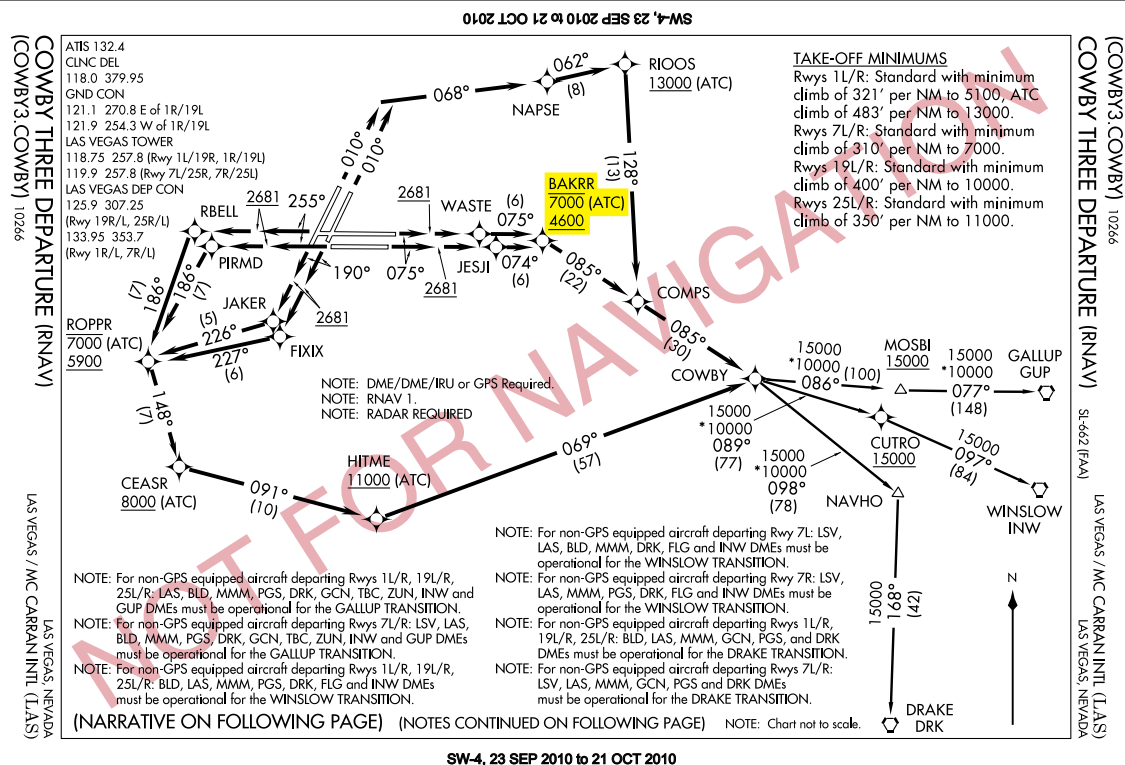 SW-4, 23 SEP 2010 to 21 OCT 2010
(COWBY3.COWBY) 10266
COWBY THREE DEPARTURE (RNAV)
LAS VEGAS / MC CARRAN INTL (LAS)
LAS VEGAS, NEVADA
(COWBY3.COWBY) 10266
COWBY THREE DEPARTURE (RNAV)
SL-662 (FAA)
LAS VEGAS / MC CARRAN INTL (LAS)
LAS VEGAS, NEVADA
ATIS 132.4
CLNC DEL
118.0 379.95
GND CON
121.1 270.8 E of 1R/19L
121.9 254.3 W of 1R/19L
LAS VEGAS TOWER
118.75 257.8 (Rwy 1L/19R, 1R/19L)
119.9 257.8 (Rwy 7L/25R, 7R/25L)
LAS VEGAS DEP CON
125.9 307.25
(Rwy 19R/L, 25R/L)
133.95 353.7
(Rwy 1R/L, 7R/L)
TAKE-OFF MINIMUMS
Rwys 1L/R: Standard with minimum
climb of 321' per NM to 5100, ATC
climb of 483' per NM to 13000.
Rwys 7L/R: Standard with minimum
climb of 310' per NM to 7000.
Rwys 19L/R: Standard with minimum
climb of 400' per NM to 10000.
Rwys 25L/R: Standard with minimum
climb of 350' per NM to 11000.
NOT FOR NAVIGATION
062°
(8)
RIOOS
13000 (ATC)
068°
NAPSE
010°
010°
128°
(13)
BAKRR
7000 (ATC)
4600
2681
255°
2681
WASTE
(6)
075°
RBELL
PIRMD
190°
075°
2681
JESJI
074°
(6)
085°
(22)
COMPS
186°
(7)
186°
(7)
JAKER
2681
(5)
226°
227°
(6)
FIXIX
ROPPR
7000 (ATC)
5900
085°
(30)
COWBY
15000
*10000 (100)
086°
MOSBI
15000
15000
*10000
077°
(148)
GALLUP
GUP
NOTE: DME/DME/IRU or GPS Required.
NOTE: RNAV 1.
NOTE: RADAR REQUIRED
148°
(7)
15000
*10000
089°
(77)
CUTRO
15000
15000
097°
(84)
WINSLOW
INW
069°
(57)
15000
*10000
098°
(78)
NAVHO
HITME
11000 (ATC)
CEASR
8000 (ATC)
091°
(10)
15000
168°
(42)
N
DRAKE
DRK
NOTE: For non-GPS equipped aircraft departing Rwys 1L/R, 19L/R,
25L/R: LAS, BLD, MMM, PGS, DRK, GCN, TBC, ZUN, INW and
GUP DMEs must be operational for the GALLUP TRANSITION.
NOTE: For non-GPS equipped aircraft departing Rwys 7L/R: LSV, LAS,
BLD, MMM, PGS, DRK, GCN, TBC, ZUN, INW and GUP DMEs
must be operational for the GALLUP TRANSITION.
NOTE: For non-GPS equipped aircraft departing Rwys 1L/R, 19L/R,
25L/R: BLD, LAS, MMM, PGS, DRK, FLG and INW DMEs
must be operational for the WINSLOW TRANSITION.
NOTE: For non-GPS equipped aircraft departing Rwy 7L: LSV,
LAS, BLD, MMM, DRK, FLG and INW DMEs must be
operational for the WINSLOW TRANSITION.
NOTE: For non-GPS equipped aircraft departing Rwy 7R: LSV,
LAS, MMM, PGS, DRK, FLG and INW DMEs must be
operational for the WINSLOW TRANSITION.
NOTE: For non-GPS equipped aircraft departing Rwys 1L/R,
19L/R, 25L/R: BLD, LAS, MMM, GCN, PGS, and DRK
DMEs must be operational for the DRAKE TRANSITION.
NOTE: For non-GPS equipped aircraft departing Rwys 7L/R:
LSV, LAS, MMM, GCN, PGS and DRK DMEs
must be operational for the DRAKE TRANSITION.
(NARRATIVE ON FOLLOWING PAGE) (NOTES CONTINUED ON FOLLOWING PAGE) NOTE: Chart not to scale.
SW-4, 23 SEP 2010 to 21 OCT 2010